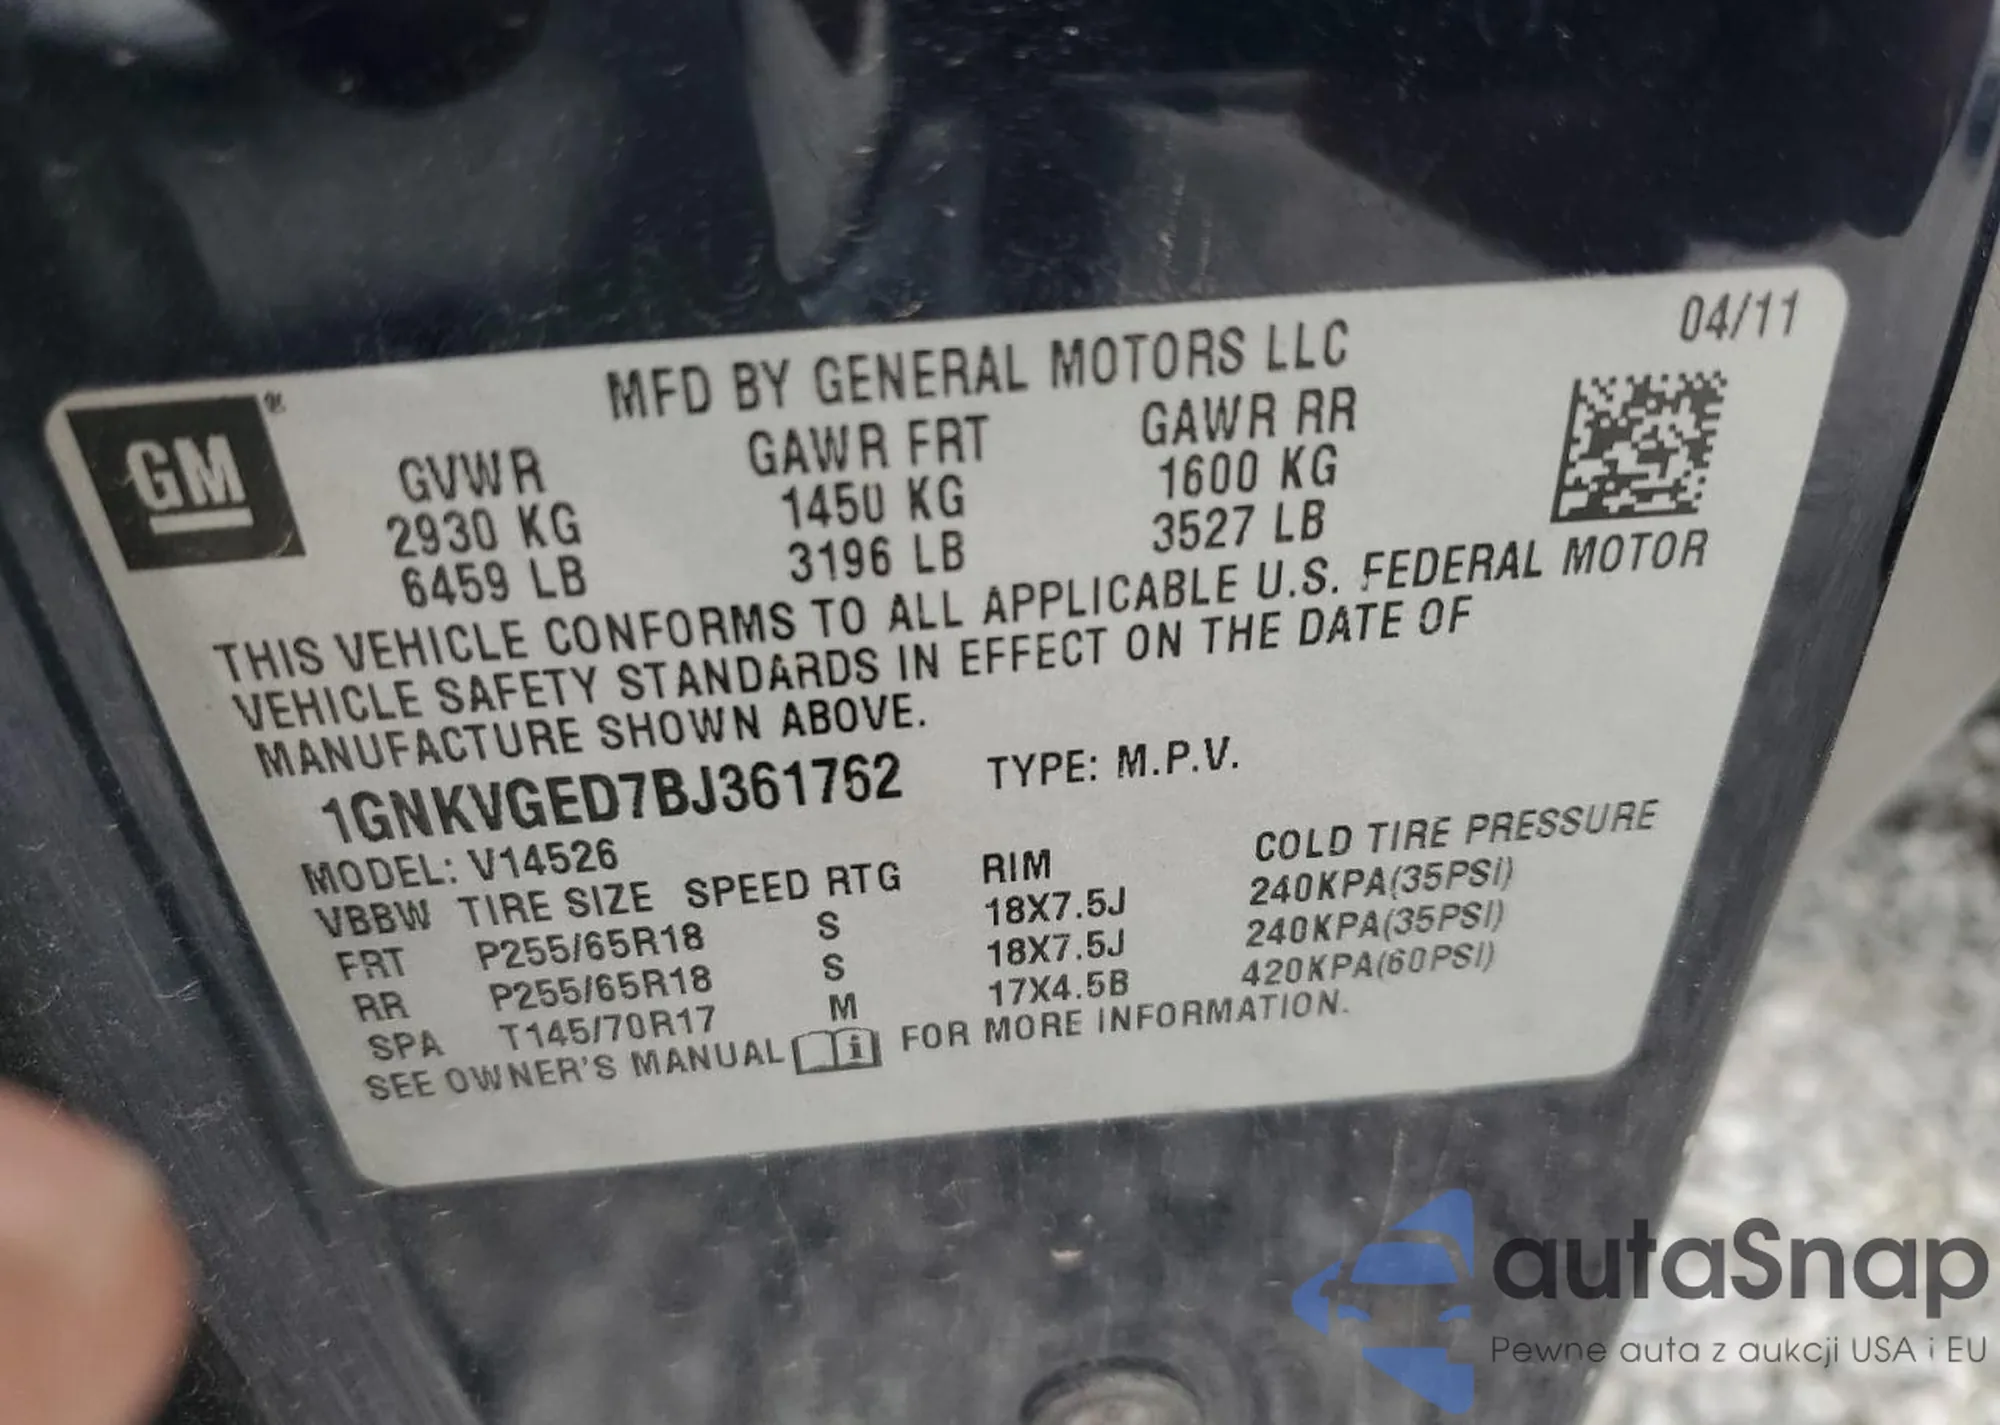 04/11
GM®
MFD BY GENERAL MOTORS LLC
GVWR GAWR FRT GAWR RR
2930 KG 1450 KG 1600 KG
6459 LB 3196 LB 3527 LB
THIS VEHICLE CONFORMS TO ALL APPLICABLE U.S. FEDERAL MOTOR
VEHICLE SAFETY STANDARDS IN EFFECT ON THE DATE OF
MANUFACTURE SHOWN ABOVE.
1GNKVGED7BJ361762 TYPE: M.P.V.
MODEL: V14526
VBBW TIRE SIZE SPEED RTG RIM COLD TIRE PRESSURE
FRT P255/65R18 S 18X7.5J 240KPA(35PSI)
RR P255/65R18 S 18X7.5J 240KPA(35PSI)
SPA T145/70R17 M 17X4.5B 420KPA(60PSI)
SEE OWNER'S MANUAL i FOR MORE INFORMATION.
autaSnap
Pewne auta z aukcji USA i EU